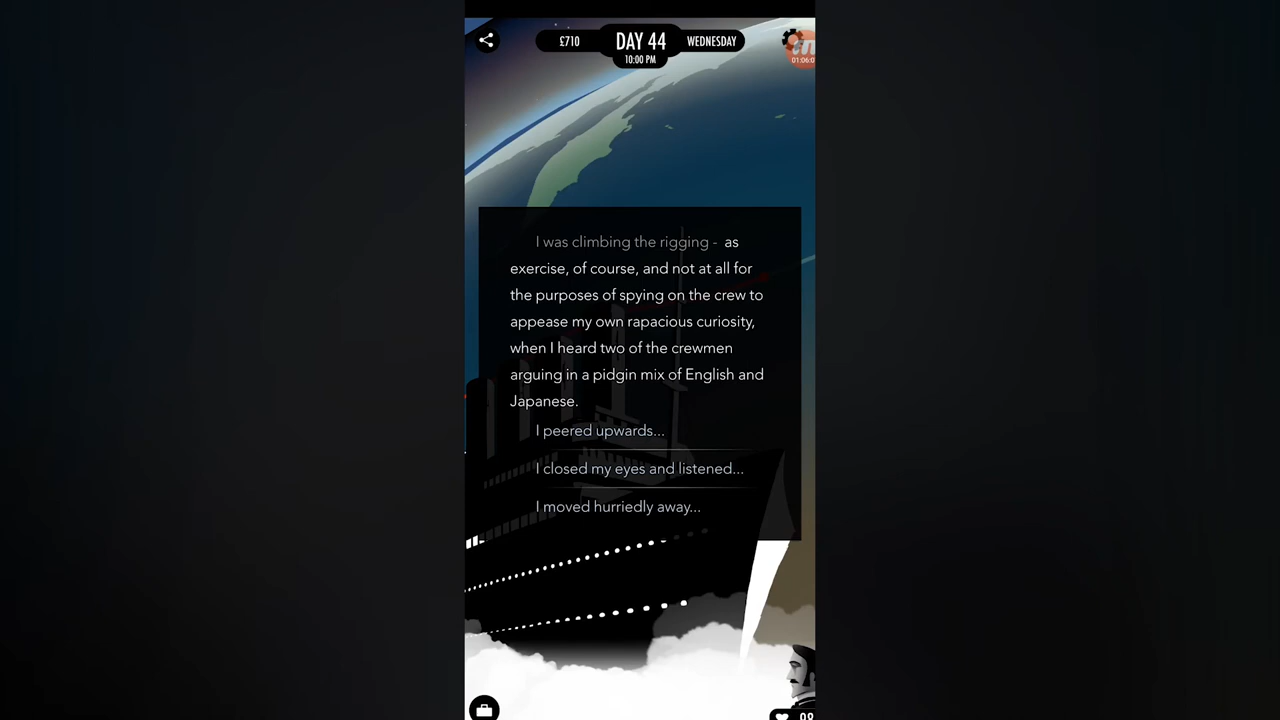 £710
DAY 44
WEDNESDAY
10:00 PM
01:06:0
I was climbing the rigging - as
exercise, of course, and not at all for
the purposes of spying on the crew to
appease my own rapacious curiosity,
when I heard two of the crewmen
arguing in a pidgin mix of English and
Japanese.
I peered upwards...
I closed my eyes and listened...
I moved hurriedly away...